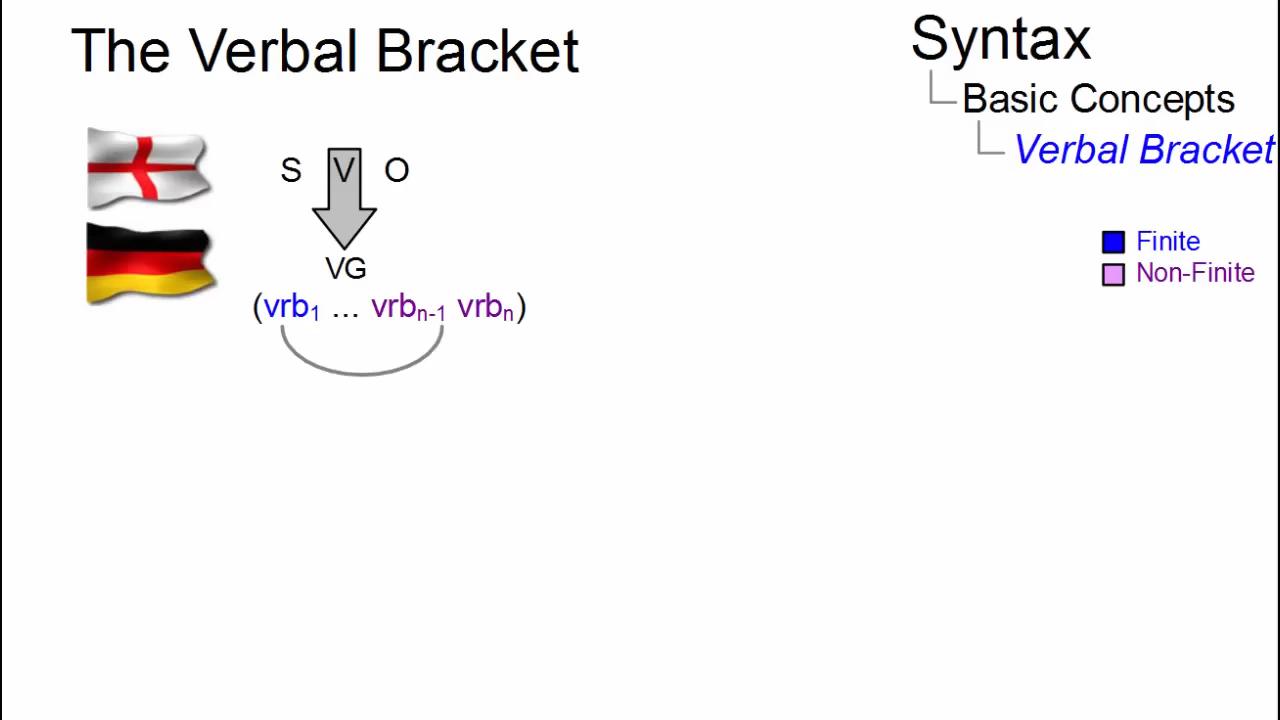 The Verbal Bracket
Syntax
Basic Concepts
Verbal Bracket
S V O
VG
(vrb1 ... vrbn-1 vrbn)
Finite
Non-Finite